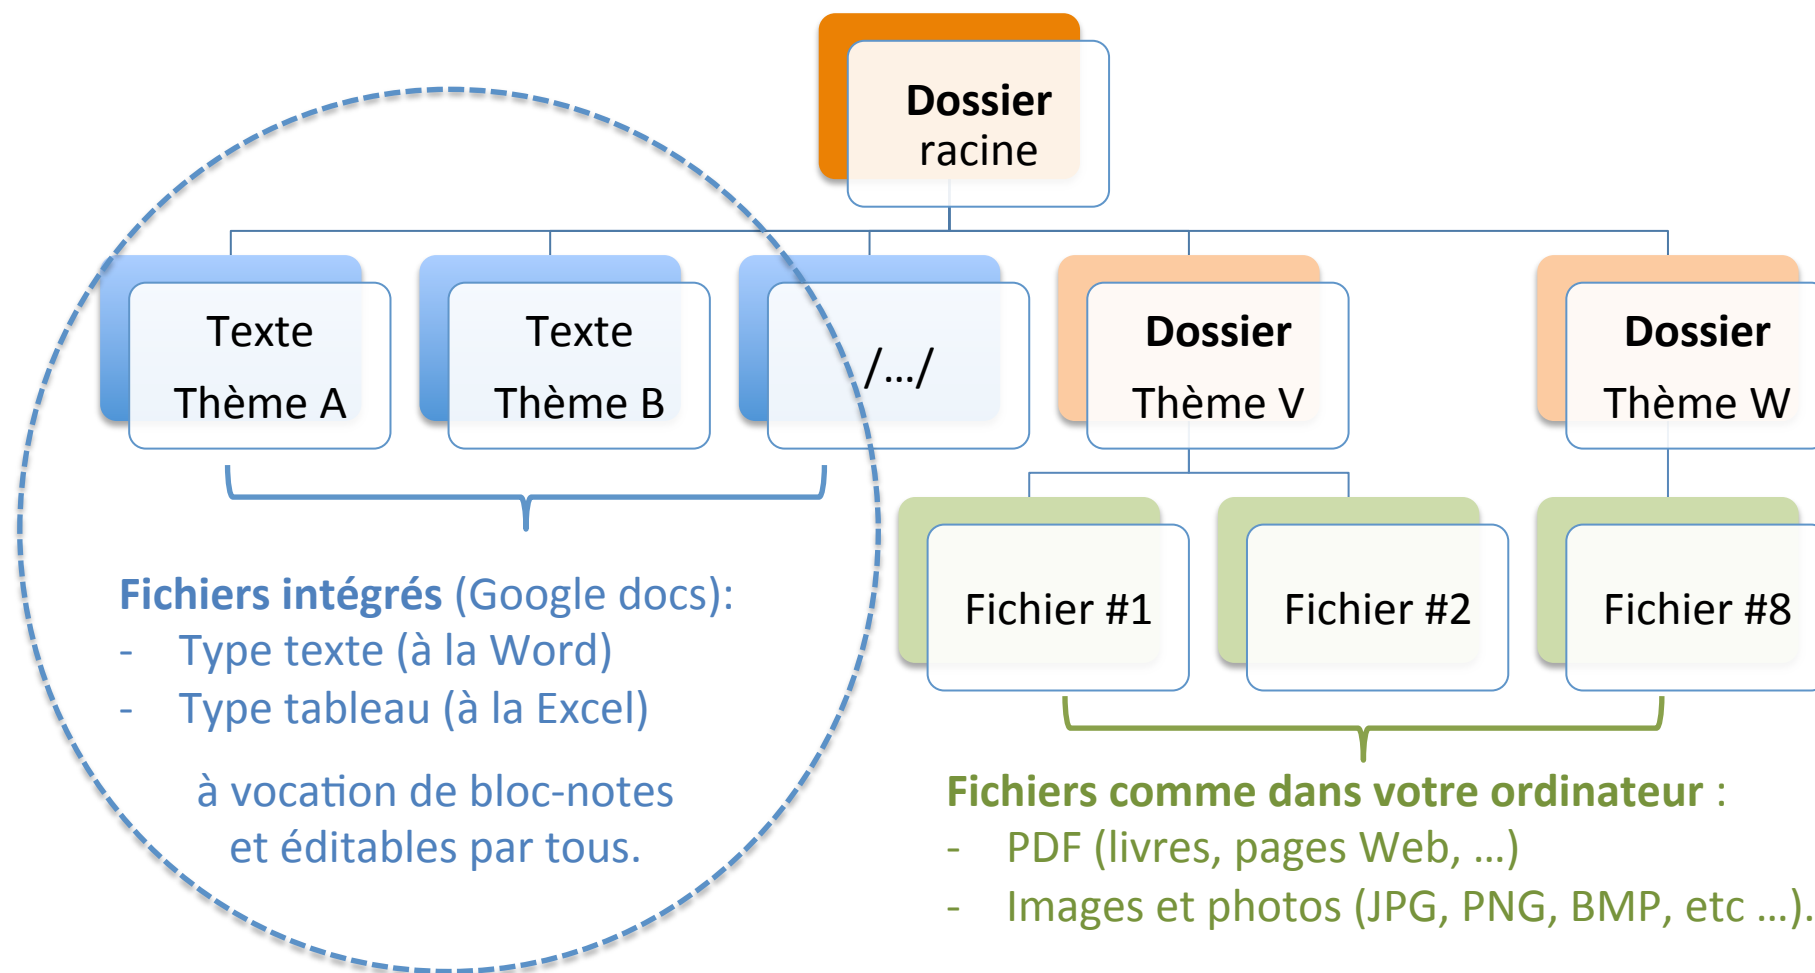 Dossier
racine
Texte
Thème A
Texte
Thème B
/.../
Dossier
Thème V
Dossier
Thème W
Fichier #1
Fichier #2
Fichier #8
Fichiers intégrés (Google docs):
- Type texte (à la Word)
- Type tableau (à la Excel)
à vocation de bloc-notes
et éditables par tous.
Fichiers comme dans votre ordinateur :
- PDF (livres, pages Web, ...)
- Images et photos (JPG, PNG, BMP, etc ...).